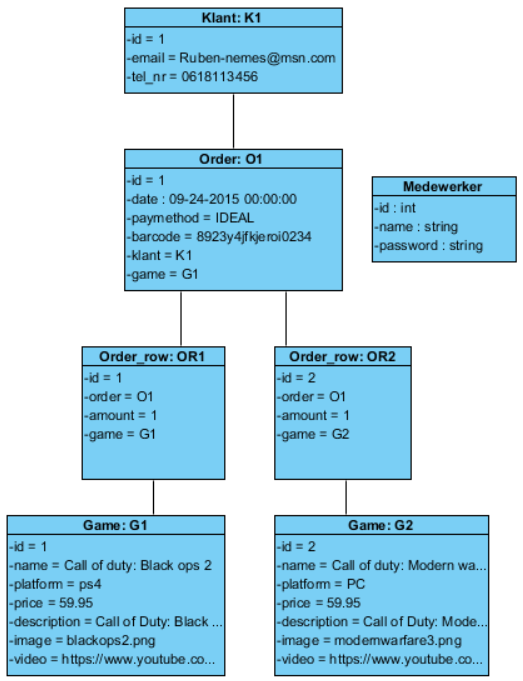 Klant: K1
-id = 1
-email = Ruben-nemes@msn.com
-tel_nr = 0618113456
Order: O1
-id = 1
-date : 09-24-2015 00:00:00
-paymethod = IDEAL
-barcode = 8923y4jfkjeroi0234
-klant = K1
-game = G1
Medewerker
-id : int
-name : string
-password : string
Order_row: OR1
-id = 1
-order = O1
-amount = 1
-game = G1
Order_row: OR2
-id = 2
-order = O1
-amount = 1
-game = G2
Game: G1
-id = 1
-name = Call of duty: Black ops 2
-platform = ps4
-price = 59.95
-description = Call of Duty: Black ...
-image = blackops2.png
-video = https://www.youtube.co...
Game: G2
-id = 2
-name = Call of duty: Modern wa...
-platform = PC
-price = 59.95
-description = Call of Duty: Mode...
-image = modernwarfare3.png
-video = https://www.youtube.co...